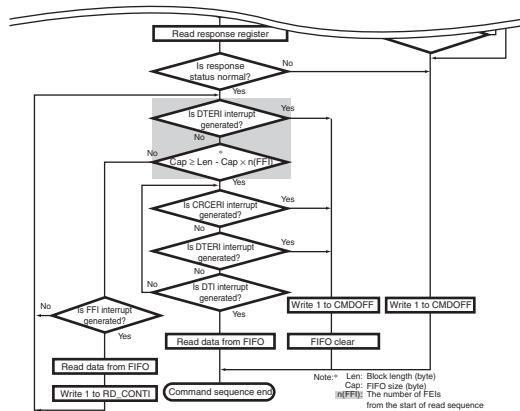 Read response register
Is response
status normal?
No
Yes
Is DTERI interrupt
generated?
Yes
No
*
No
Cap ≥ Len - Cap × n(FFI)
Yes
Is CRCERI interrupt
generated?
Yes
No
Is DTERI interrupt
generated?
Yes
No
No
Is DTI interrupt
generated?
Yes
No
Is FFI interrupt
generated?
Yes
Write 1 to CMDOFF
Write 1 to CMDOFF
Read data from FIFO
FIFO clear
Read data from FIFO
Write 1 to RD_CONTI
Command sequence end
Note:* Len: Block length (byte)
Cap: FIFO size (byte)
n(FFI): The number of FEIs
from the start of read sequence